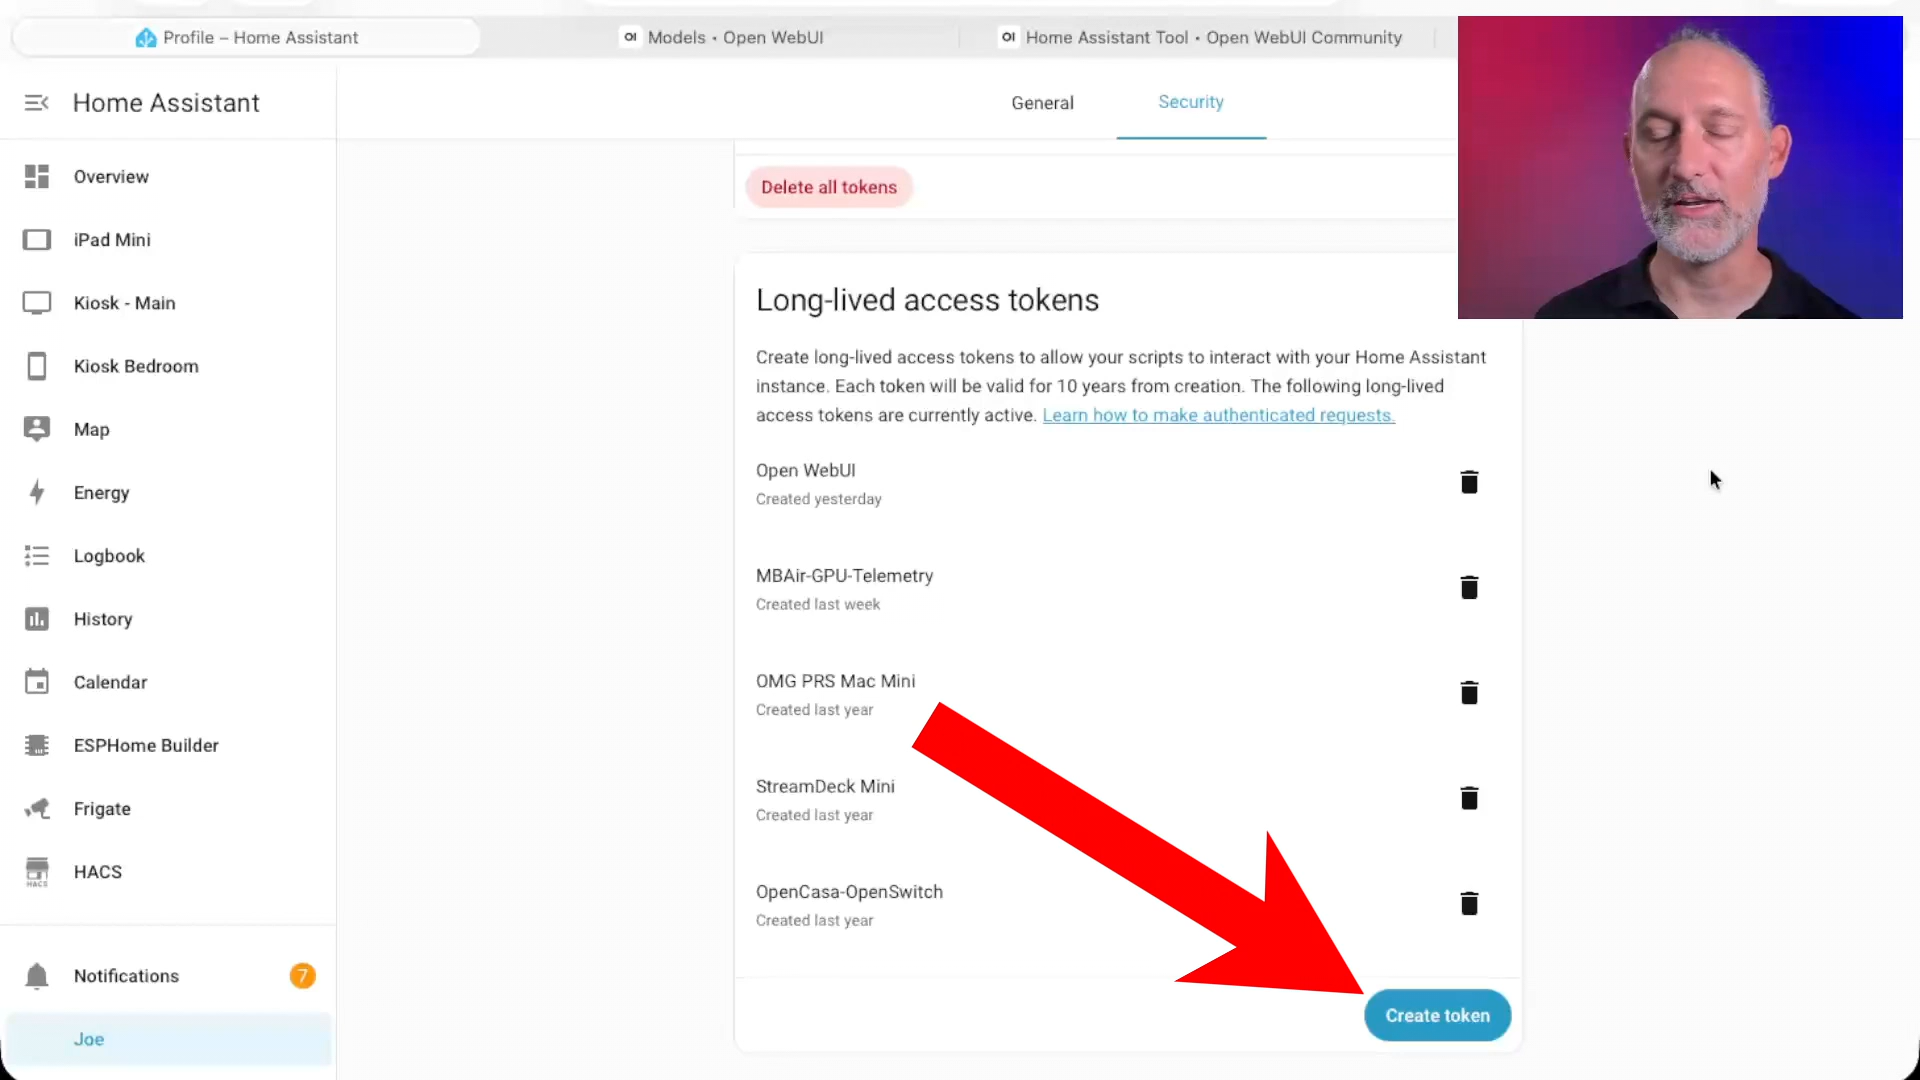 Profile – Home Assistant
OI Models • Open WebUI
OI Home Assistant Tool • Open WebUI Community
Home Assistant
General
Security
Overview
iPad Mini
Kiosk - Main
Kiosk Bedroom
Map
Energy
Logbook
History
Calendar
ESPHome Builder
Frigate
HACS
HACS
Notifications
7
Joe
Delete all tokens
Long-lived access tokens
Create long-lived access tokens to allow your scripts to interact with your Home Assistant
instance. Each token will be valid for 10 years from creation. The following long-lived
access tokens are currently active. Learn how to make authenticated requests.
Open WebUI
Created yesterday
MBAir-GPU-Telemetry
Created last week
OMG PRS Mac Mini
Created last year
StreamDeck Mini
Created last year
OpenCasa-OpenSwitch
Created last year
Create token